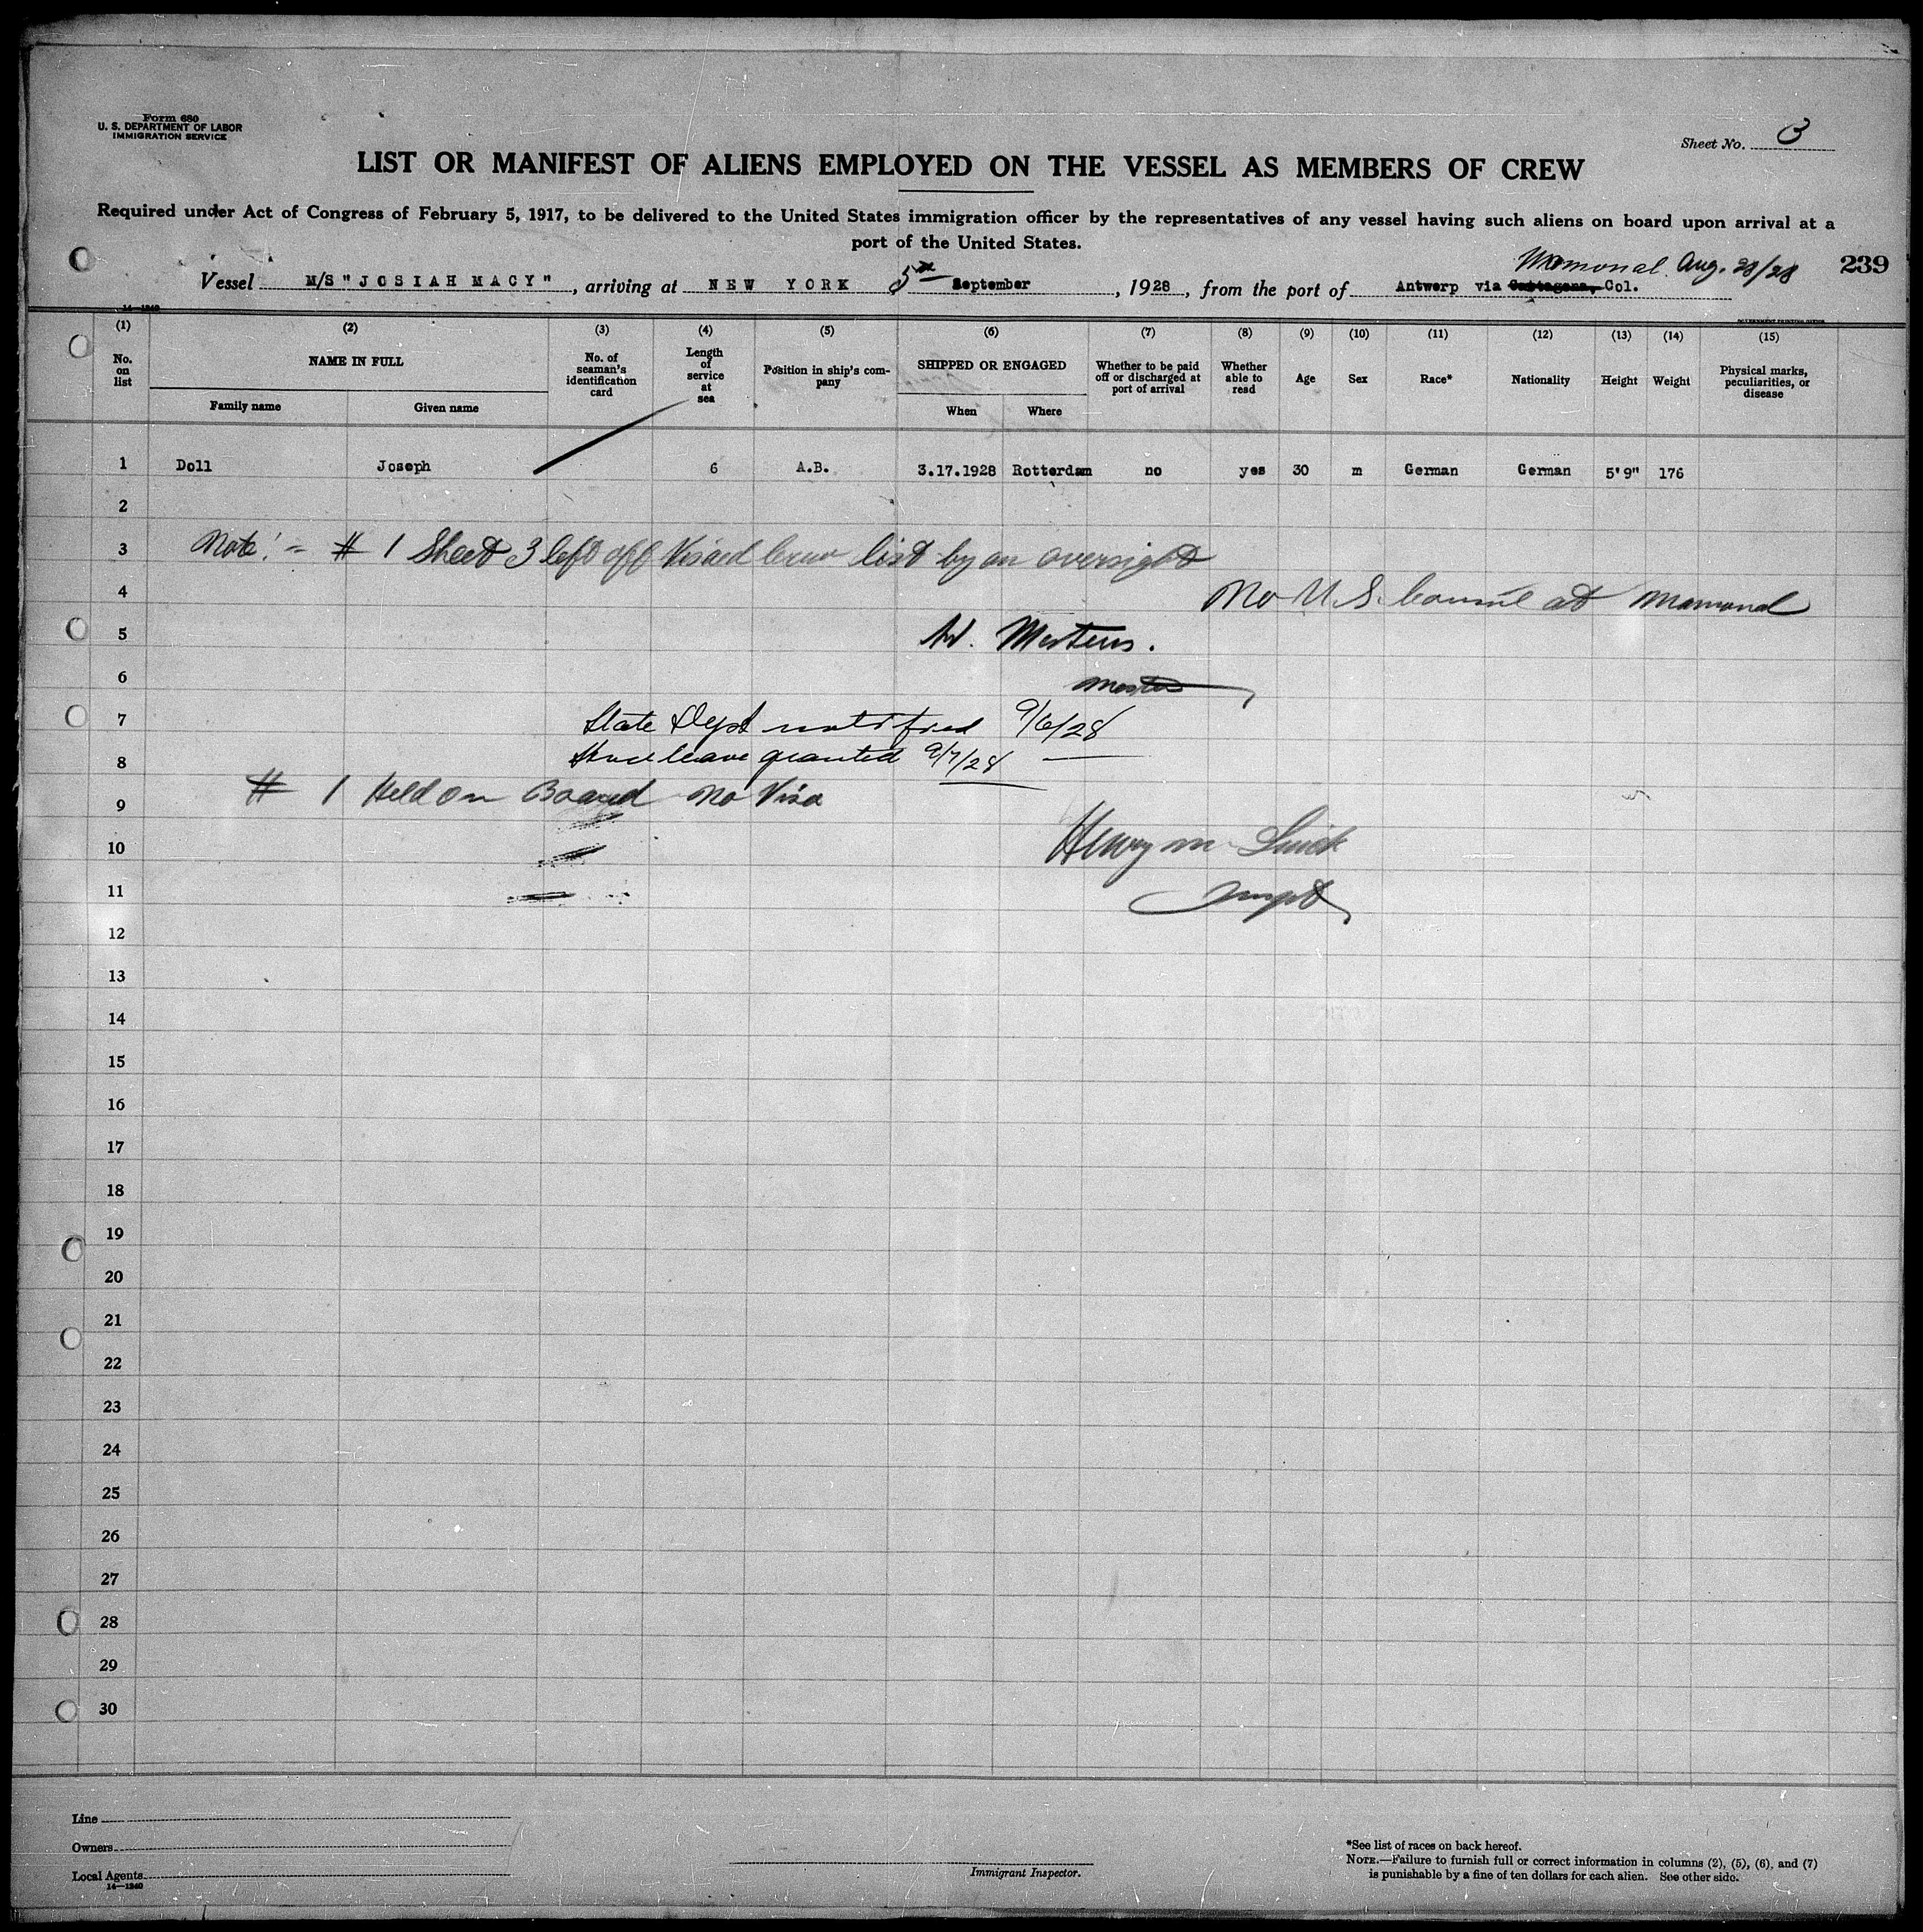 Form 680
U. S. DEPARTMENT OF LABOR
IMMIGRATION SERVICE
Sheet No. 3
LIST OR MANIFEST OF ALIENS EMPLOYED ON THE VESSEL AS MEMBERS OF CREW
Required under Act of Congress of February 5, 1917, to be delivered to the United States immigration officer by the representatives of any vessel having such aliens on board upon arrival at a
port of the United States.
Mamonal Aug. 28/28
239
Vessel M/S "JOSIAH MACY", arriving at NEW YORK 5th September, 1928, from the port of Antwerp via Cartagena, Col.
14—1240
GOVERNMENT PRINTING OFFICE
(1) (2) (3) (4) (5) (6) (7) (8) (9) (10) (11) (12) (13) (14) (15)
No. on list
NAME IN FULL
Family name
Given name
No. of seaman's identification card
Length of service at sea
Position in ship's company
SHIPPED OR ENGAGED
When
Where
Whether to be paid off or discharged at port of arrival
Whether able to read
Age
Sex
Race*
Nationality
Height
Weight
Physical marks, peculiarities, or disease
1 Doll Joseph 6 A.B. 3.17.1928 Rotterdam no yes 30 m German German 5'9" 176
2
3 Note! = # 1 Sheet 3 left off Visaed Crew list by an oversight
4 No U.S. Consul at Mamonal
5 W. Mertens.
6 Master
7 State Dept notified 9/6/28
8 Shore leave granted 9/7/28
9 # 1 Held on Board No Visa
10 Henry M
11 Inspt
12
13
14
15
16
17
18
19
20
21
22
23
24
25
26
27
28
29
30
Line
Owners
Local Agents
14—1240
Immigrant Inspector.
*See list of races on back hereof.
NOTE.—Failure to furnish full or correct information in columns (2), (5), (6), and (7)
is punishable by a fine of ten dollars for each alien. See other side.